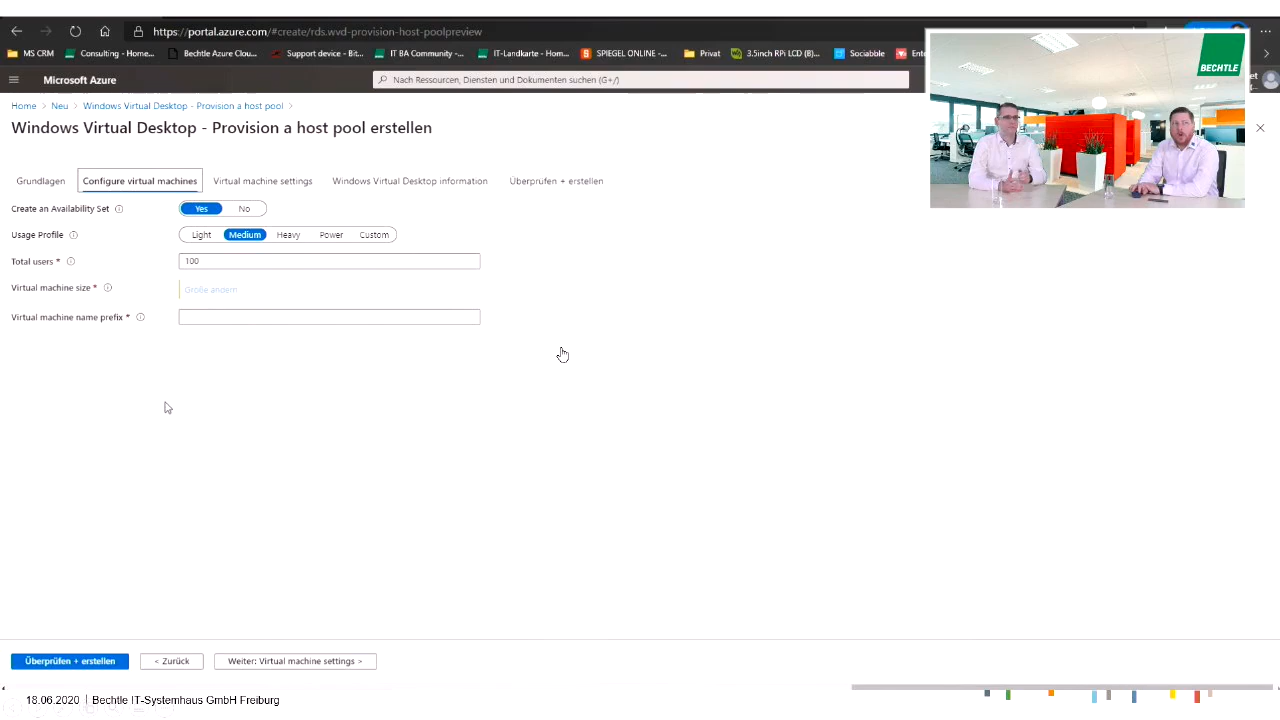 https://portal.azure.com/#create/rds.wvd-provision-host-poolpreview
MS CRM
Consulting - Home...
Bechtle Azure Clou...
Support device - Bit...
IT BA Community -...
IT-Landkarte - Hom...
SPIEGEL ONLINE -...
Privat
3.5inch RPi LCD (B)...
Sociabble
BECHTLE
Microsoft Azure
Nach Ressourcen, Diensten und Dokumenten suchen (G+/)
Home > Neu > Windows Virtual Desktop - Provision a host pool >
Windows Virtual Desktop - Provision a host pool erstellen
Grundlagen
Configure virtual machines
Virtual machine settings
Windows Virtual Desktop information
Überprüfen + erstellen
Create an Availability Set
Yes No
Usage Profile
Light Medium Heavy Power Custom
Total users *
100
Virtual machine size *
Größe ändern
Virtual machine name prefix *
Überprüfen + erstellen
< Zurück
Weiter: Virtual machine settings >
18.06.2020 | Bechtle IT-Systemhaus GmbH Freiburg